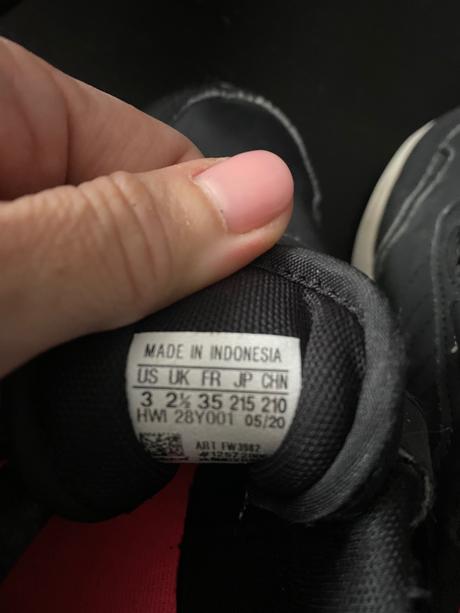 MADE IN INDONESIA
US UK FR JP CHN
3 2½ 35 215 210
HWI 28Y001 05/20
ART FW3982